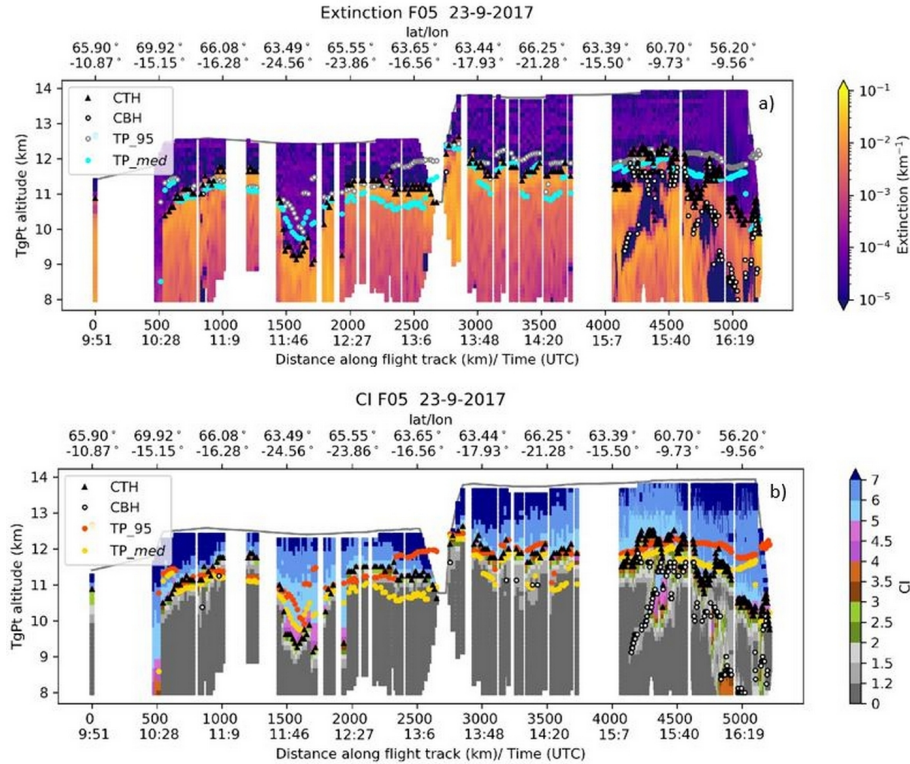 Extinction F05 23-9-2017
lat/lon
65.90° 69.92° 66.08° 63.49° 65.55° 63.65° 63.44° 66.25° 63.39° 60.70° 56.20°
-10.87° -15.15° -16.28° -24.56° -23.86° -16.56° -17.93° -21.28° -15.50° -9.73° -9.56°
a)
CTH
CBH
TP_95
TP_med
TgPt altitude (km)
14
13
12
11
10
9
8
0 500 1000 1500 2000 2500 3000 3500 4000 4500 5000
9:51 10:28 11:9 11:46 12:27 13:6 13:48 14:20 15:7 15:40 16:19
Distance along flight track (km)/ Time (UTC)
10⁻¹
10⁻²
10⁻³
10⁻⁴
10⁻⁵
Extinction (km⁻¹)
CI F05 23-9-2017
lat/lon
65.90° 69.92° 66.08° 63.49° 65.55° 63.65° 63.44° 66.25° 63.39° 60.70° 56.20°
-10.87° -15.15° -16.28° -24.56° -23.86° -16.56° -17.93° -21.28° -15.50° -9.73° -9.56°
b)
CTH
CBH
TP_95
TP_med
TgPt altitude (km)
14
13
12
11
10
9
8
0 500 1000 1500 2000 2500 3000 3500 4000 4500 5000
9:51 10:28 11:9 11:46 12:27 13:6 13:48 14:20 15:7 15:40 16:19
Distance along flight track (km)/ Time (UTC)
7
6
5
4.5
4
3.5
3
2.5
2
1.5
1.2
0
CI